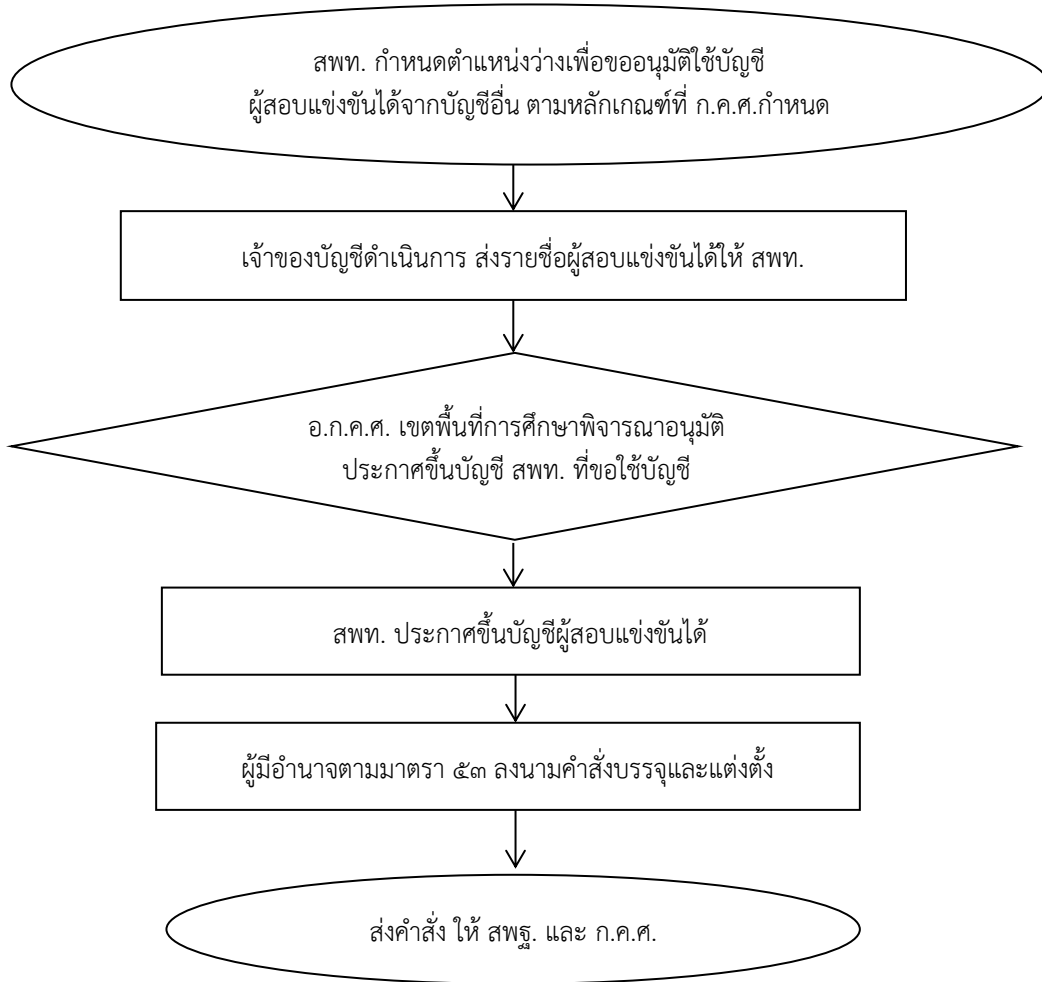 สพท. กำหนดตำแหน่งว่างเพื่อขออนุมัติใช้บัญชี
ผู้สอบแข่งขันได้จากบัญชีอื่น ตามหลักเกณฑ์ที่ ก.ค.ศ.กำหนด
เจ้าของบัญชีดำเนินการ ส่งรายชื่อผู้สอบแข่งขันได้ให้ สพท.
อ.ก.ค.ศ. เขตพื้นที่การศึกษาพิจารณาอนุมัติ
ประกาศขึ้นบัญชี สพท. ที่ขอใช้บัญชี
สพท. ประกาศขึ้นบัญชีผู้สอบแข่งขันได้
ผู้มีอำนาจตามมาตรา ๕๓ ลงนามคำสั่งบรรจุและแต่งตั้ง
ส่งคำสั่ง ให้ สพฐ. และ ก.ค.ศ.